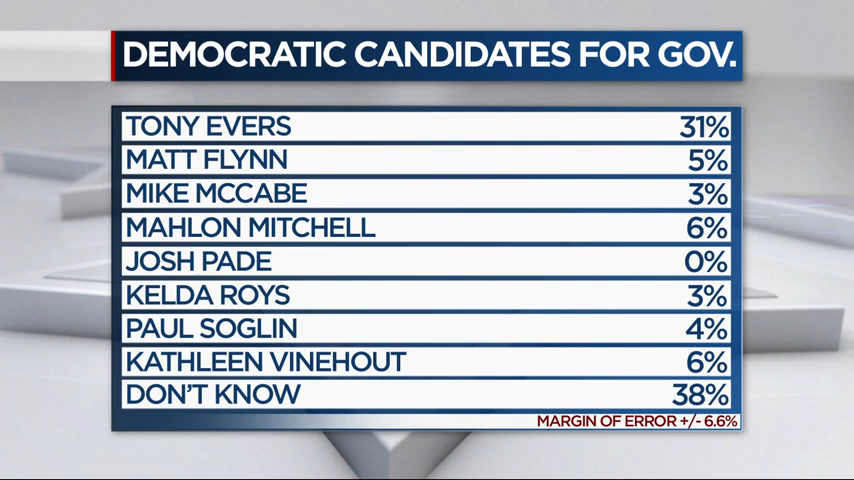 DEMOCRATIC CANDIDATES FOR GOV.
TONY EVERS 31%
MATT FLYNN 5%
MIKE MCCABE 3%
MAHLON MITCHELL 6%
JOSH PADE 0%
KELDA ROYS 3%
PAUL SOGLIN 4%
KATHLEEN VINEHOUT 6%
DON'T KNOW 38%
MARGIN OF ERROR +/- 6.6%